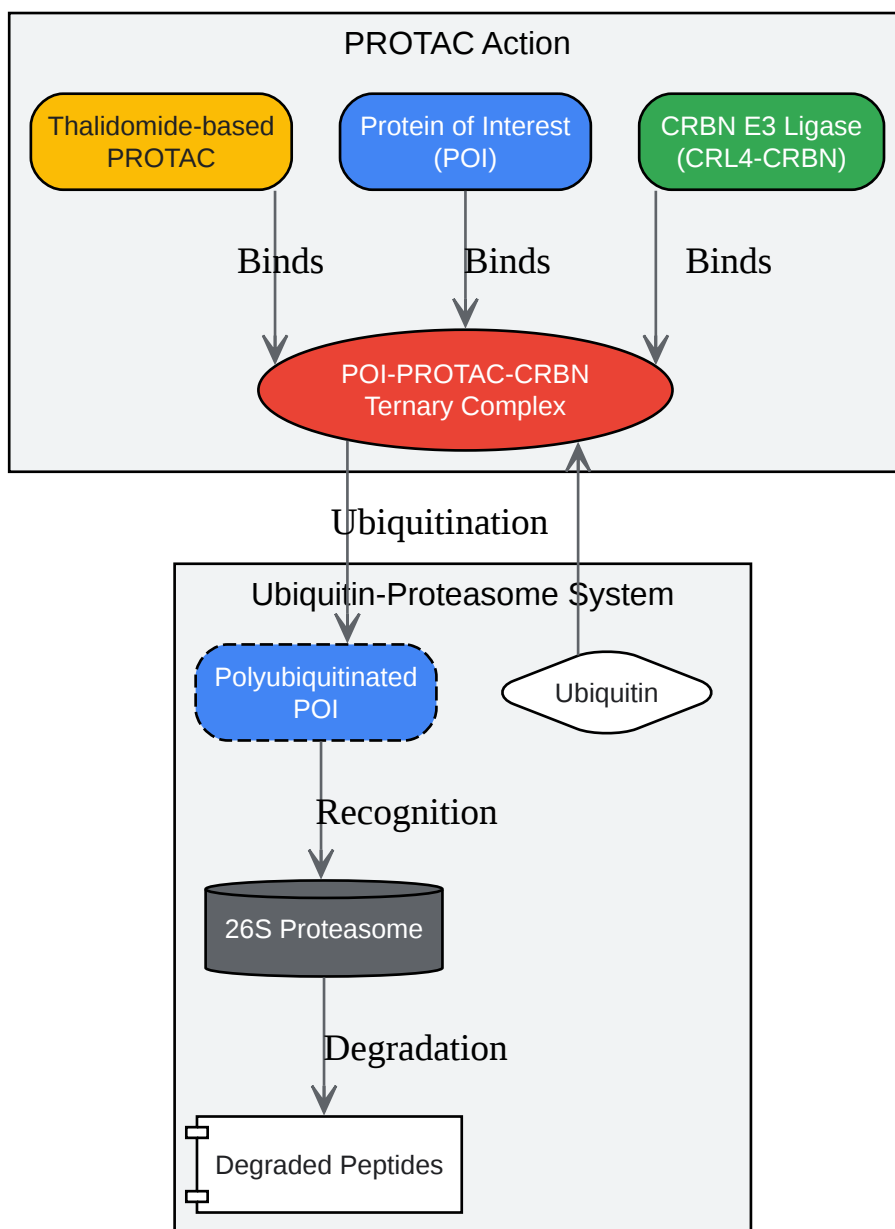 PROTAC Action
Thalidomide-based
PROTAC
Protein of Interest
(POI)
CRBN E3 Ligase
(CRL4-CRBN)
Binds
Binds
Binds
POI-PROTAC-CRBN
Ternary Complex
Ubiquitination
Ubiquitin-Proteasome System
Polyubiquitinated
POI
Ubiquitin
Recognition
26S Proteasome
Degradation
Degraded Peptides